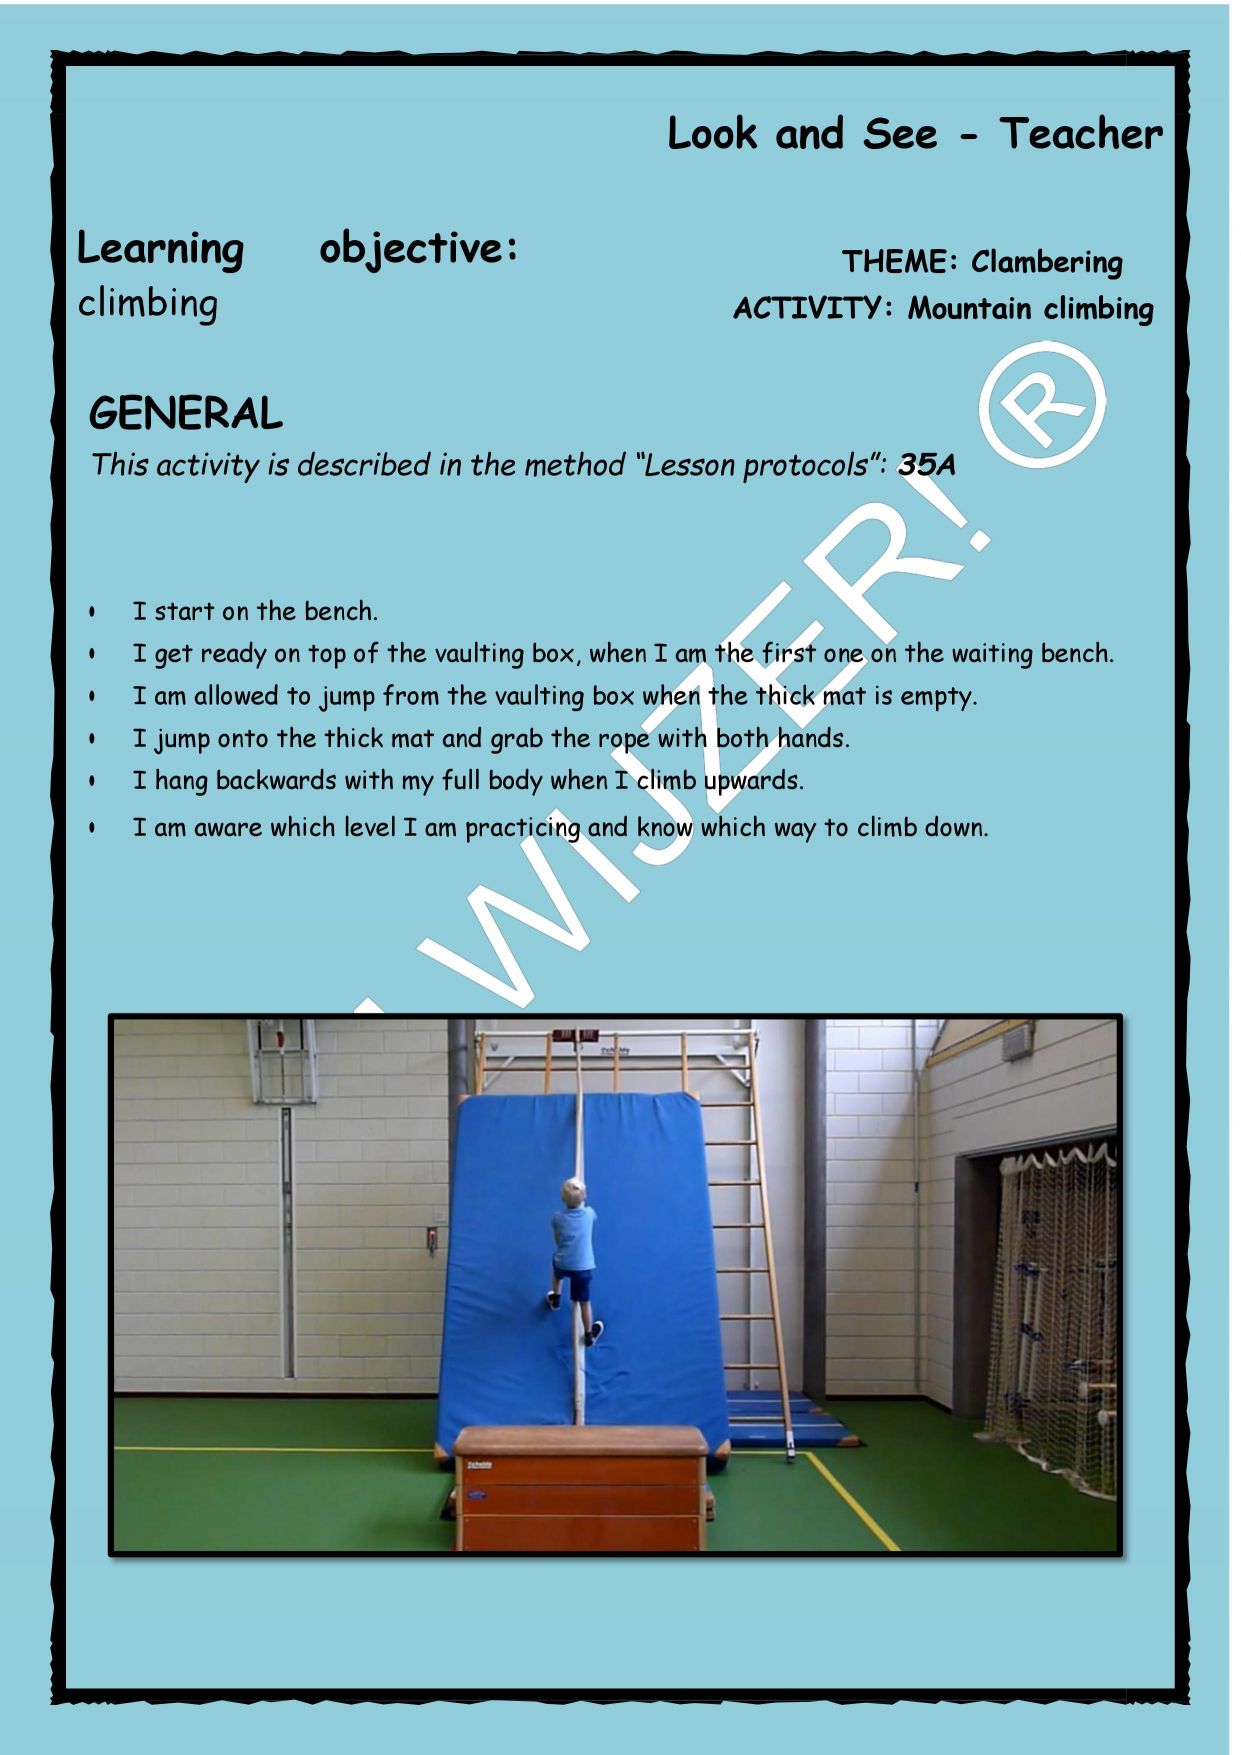 Look and See - Teacher
Learning objective:
climbing
THEME: Clambering
ACTIVITY: Mountain climbing
GENERAL
This activity is described in the method “Lesson protocols”: 35A
• I start on the bench.
• I get ready on top of the vaulting box, when I am the first one on the waiting bench.
• I am allowed to jump from the vaulting box when the thick mat is empty.
• I jump onto the thick mat and grab the rope with both hands.
• I hang backwards with my full body when I climb upwards.
• I am aware which level I am practicing and know which way to climb down.
WIJZER! ®